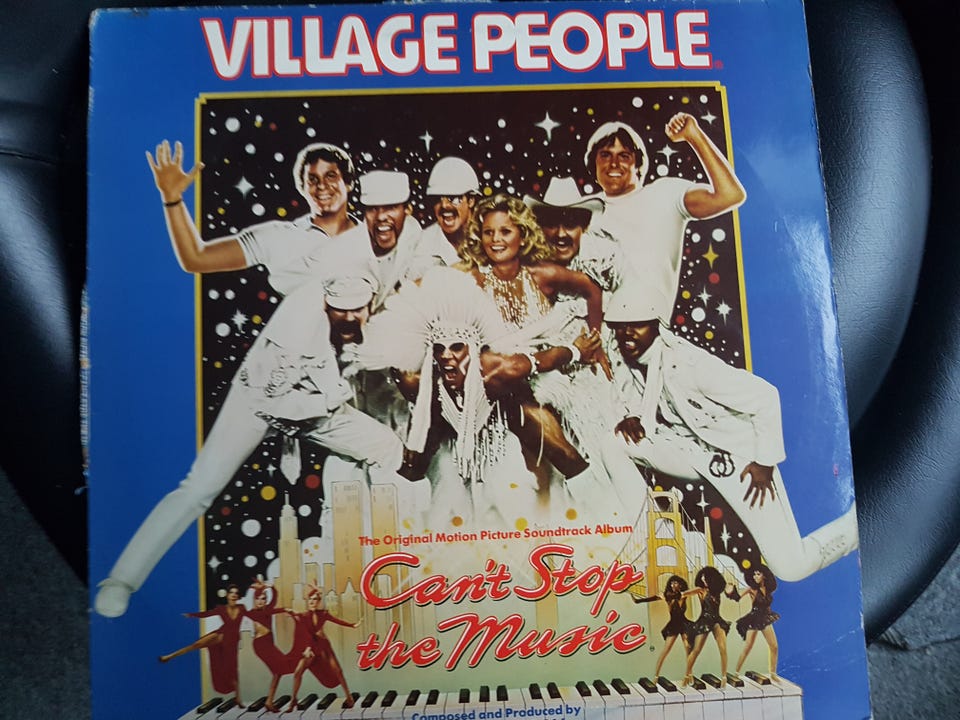 VILLAGE PEOPLE
The Original Motion Picture Soundtrack Album
Can't Stop
the Music
Composed and Produced by